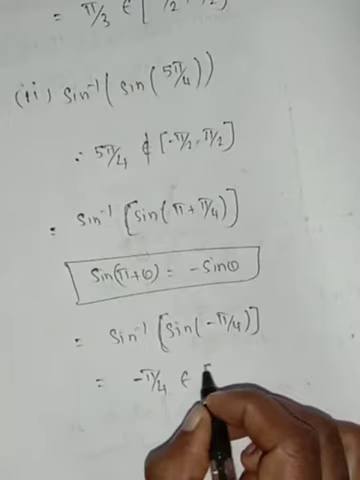 = π/3 ∈ [ /2 , π/2
(ii) sin⁻¹(sin(5π/4))
∴ 5π/4 ∉ [-π/2, π/2]
= sin⁻¹[sin(π + π/4)]
sin(π+θ) = -sinθ
= sin⁻¹[sin(-π/4)]
= -π/4 ∈ [